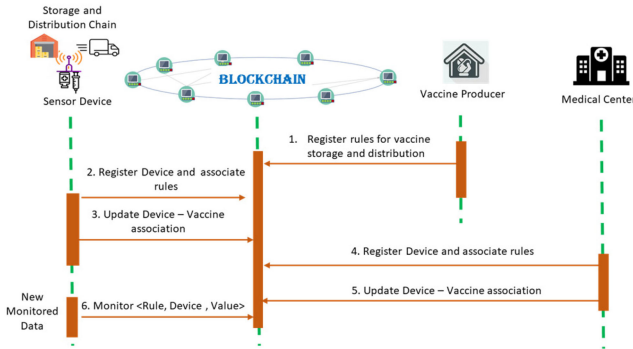 Storage and
Distribution Chain
BLOCKCHAIN
Sensor Device
Vaccine Producer
Medical Center
1. Register rules for vaccine
storage and distribution
2. Register Device and associate
rules
3. Update Device – Vaccine
association
4. Register Device and associate rules
5. Update Device – Vaccine association
New
Monitored
Data
6. Monitor <Rule, Device , Value>